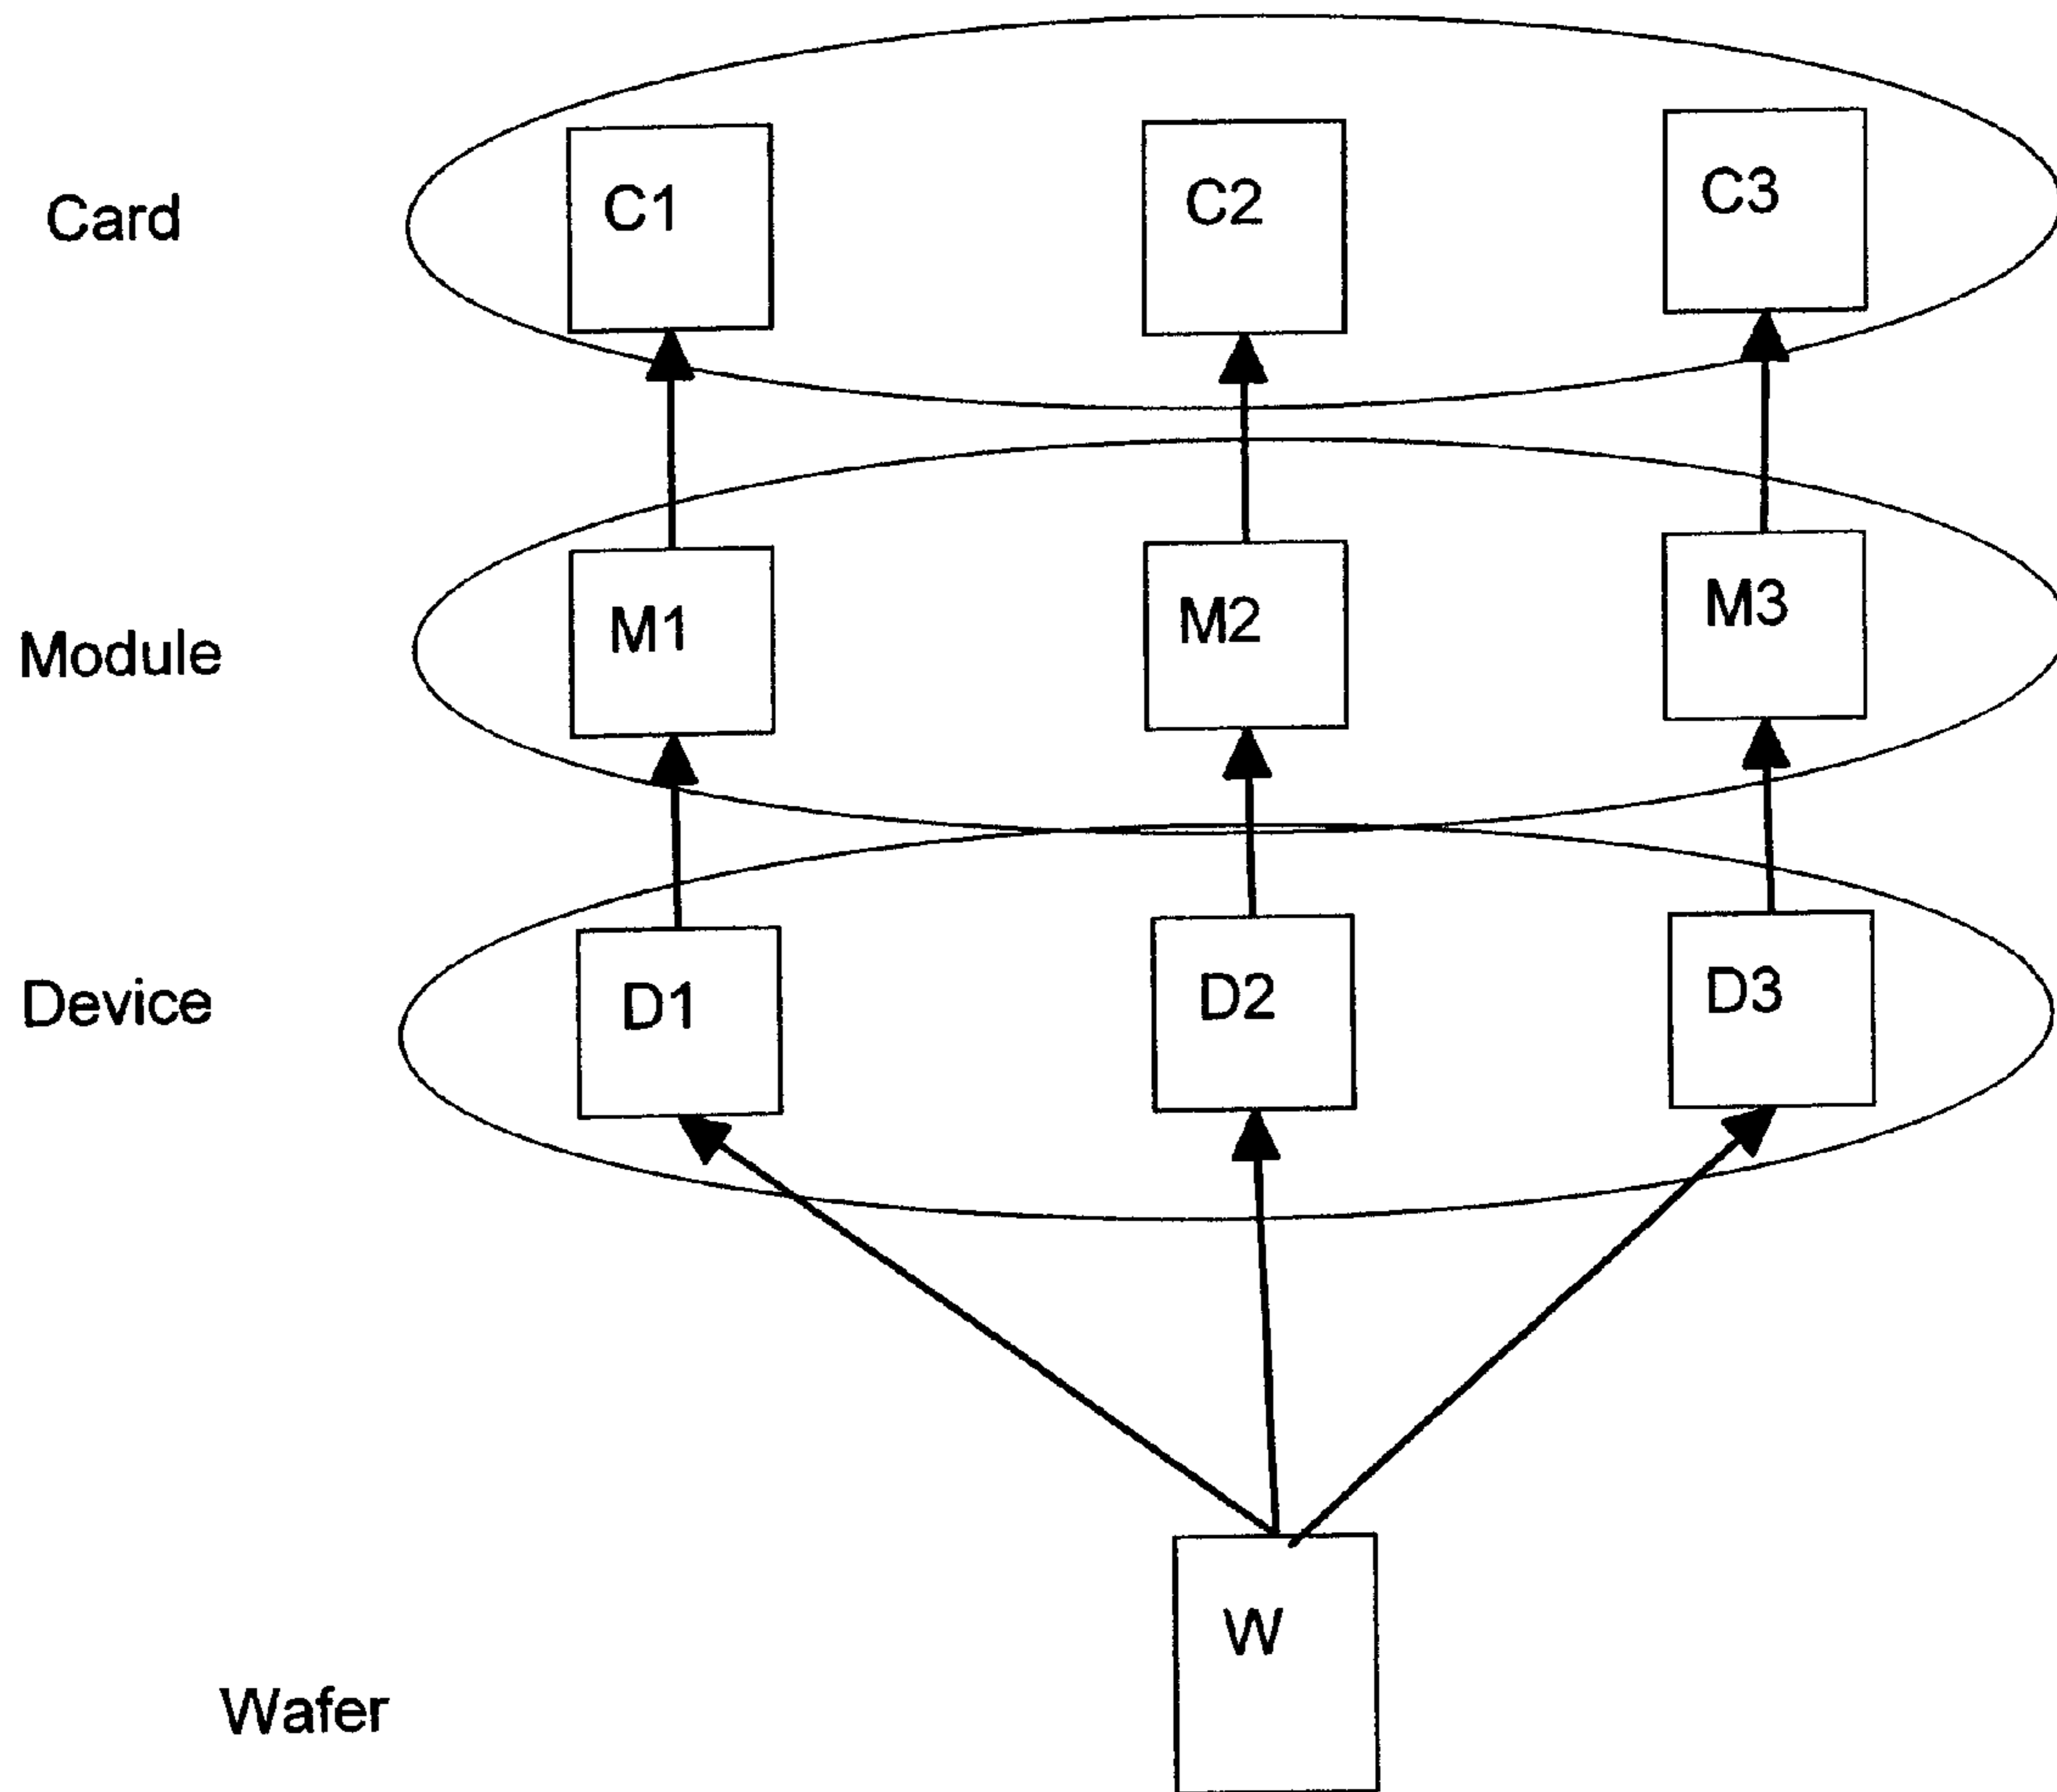 Card C1 C2 C3
Module M1 M2 M3
Device D1 D2 D3
W
Wafer